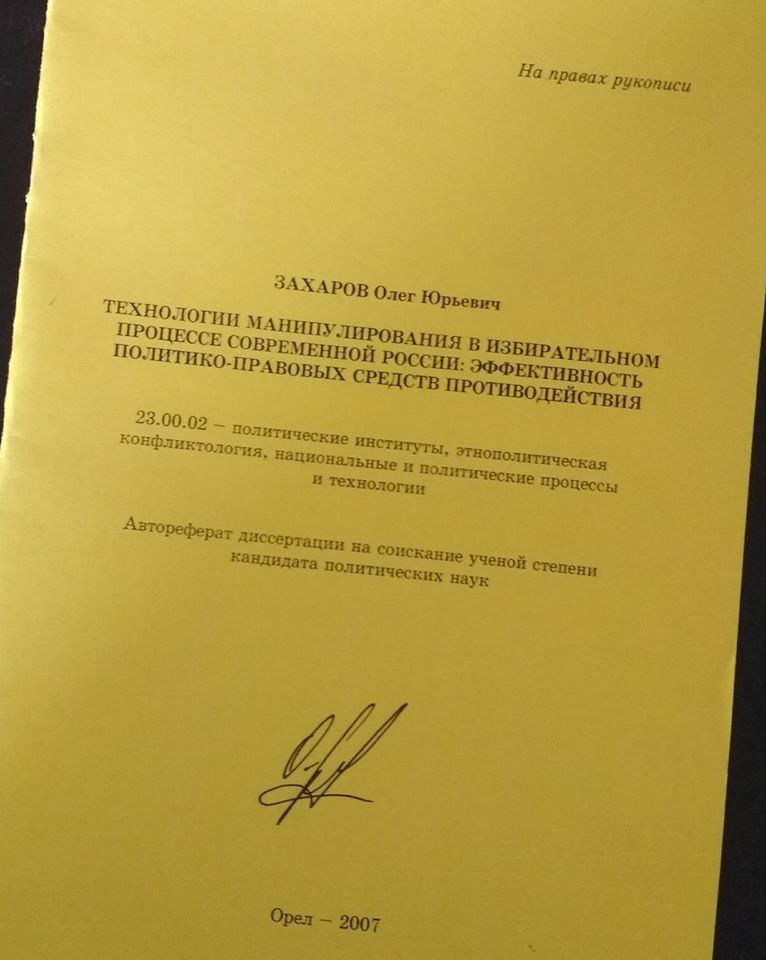 На правах рукописи
ЗАХАРОВ Олег Юрьевич
ТЕХНОЛОГИИ МАНИПУЛИРОВАНИЯ В ИЗБИРАТЕЛЬНОМ
ПРОЦЕССЕ СОВРЕМЕННОЙ РОССИИ: ЭФФЕКТИВНОСТЬ
ПОЛИТИКО-ПРАВОВЫХ СРЕДСТВ ПРОТИВОДЕЙСТВИЯ
23.00.02 – политические институты, этнополитическая
конфликтология, национальные и политические процессы
и технологии
Автореферат диссертации на соискание ученой степени
кандидата политических наук
Орел – 2007